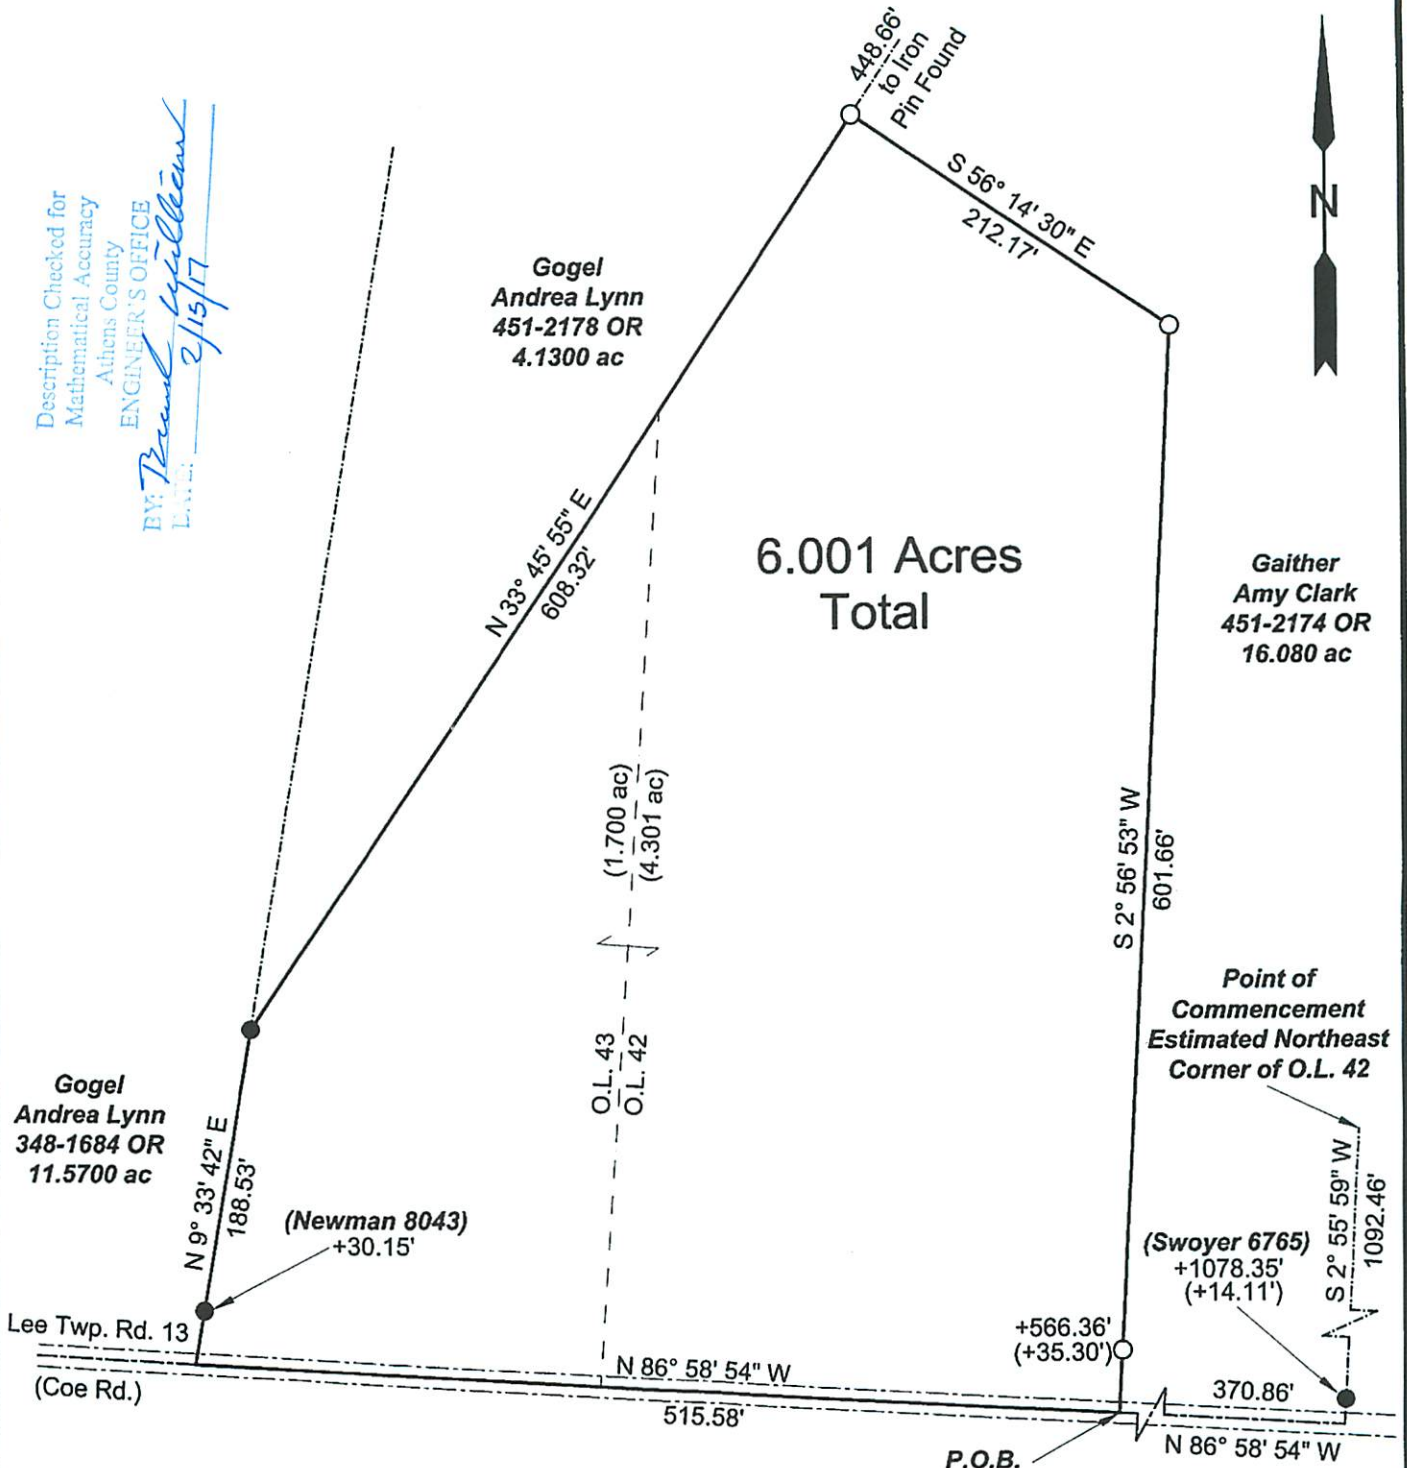 448.66'
to Iron
Pin Found
S 56° 14' 30" E
212.17'
N
Description Checked for
Mathematical Accuracy
Athens County
ENGINEER'S OFFICE
BY:
DATE: 2/15/17
Gogel
Andrea Lynn
451-2178 OR
4.1300 ac
N 33° 45' 55" E
608.32'
6.001 Acres
Total
Gaither
Amy Clark
451-2174 OR
16.080 ac
(1.700 ac)
(4.301 ac)
S 2° 56' 53" W
601.66'
O.L. 43
O.L. 42
Point of
Commencement
Estimated Northeast
Corner of O.L. 42
S 2° 55' 59" W
1092.46'
Gogel
Andrea Lynn
348-1684 OR
11.5700 ac
N 9° 33' 42" E
188.53'
(Newman 8043)
+30.15'
(Swoyer 6765)
+1078.35'
(+14.11')
+566.36'
(+35.30')
Lee Twp. Rd. 13
(Coe Rd.)
N 86° 58' 54" W
515.58'
370.86'
N 86° 58' 54" W
P.O.B.